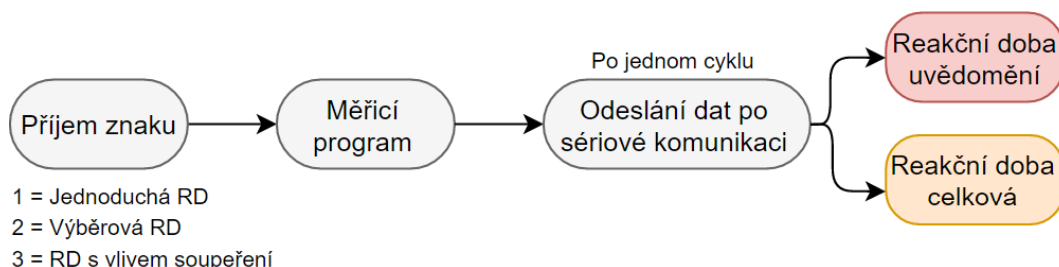 Příjem znaku
1 = Jednoduchá RD
2 = Výběrová RD
3 = RD s vlivem soupeření
Měřicí
program
Po jednom cyklu
Odeslání dat po
sériové komunikaci
Reakční doba
uvědomění
Reakční doba
celková